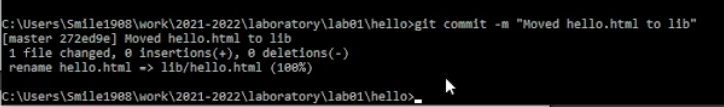 C:\Users\Smile1908\work\2021-2022\laboratory\lab01\hello>git commit -m "Moved hello.html to lib"
[master 272ed9e] Moved hello.html to lib
 1 file changed, 0 insertions(+), 0 deletions(-)
 rename hello.html => lib/hello.html (100%)
C:\Users\Smile1908\work\2021-2022\laboratory\lab01\hello>